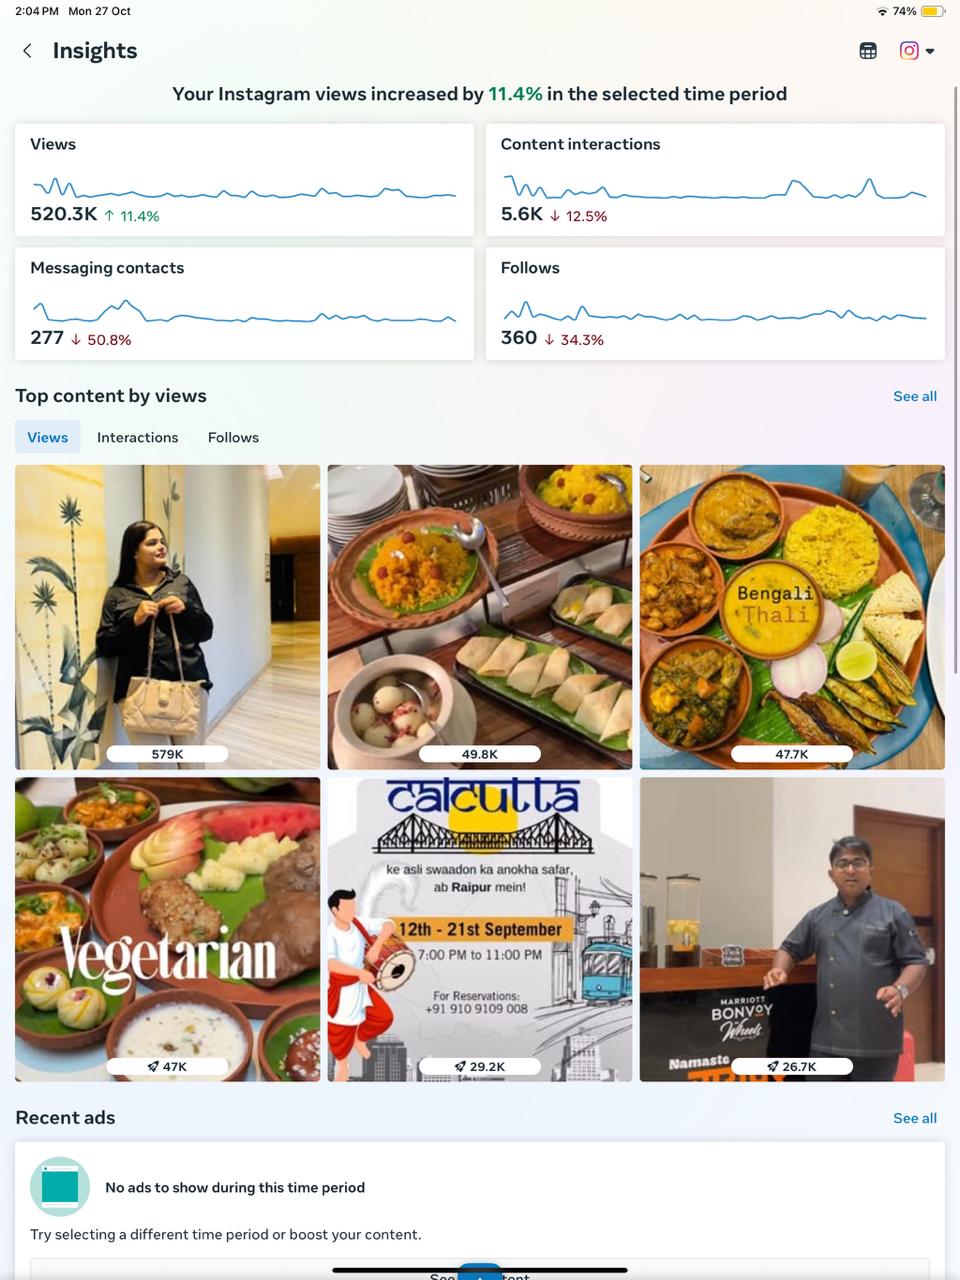 2:04 PM Mon 27 Oct
74%
Insights
Your Instagram views increased by 11.4% in the selected time period
Views
520.3K ↑ 11.4%
Content interactions
5.6K ↓ 12.5%
Messaging contacts
277 ↓ 50.8%
Follows
360 ↓ 34.3%
Top content by views
See all
Views Interactions Follows
579K
49.8K
Bengali
Thali
47.7K
Vegetarian
47K
calcutta
ke asli swaadon ka anokha safar,
ab Raipur mein!
12th - 21st September
7:00 PM to 11:00 PM
For Reservations:
+91 910 9109 008
29.2K
MARRIOTT
BONVOY
Wheels
Namaste
26.7K
Recent ads
See all
No ads to show during this time period
Try selecting a different time period or boost your content.